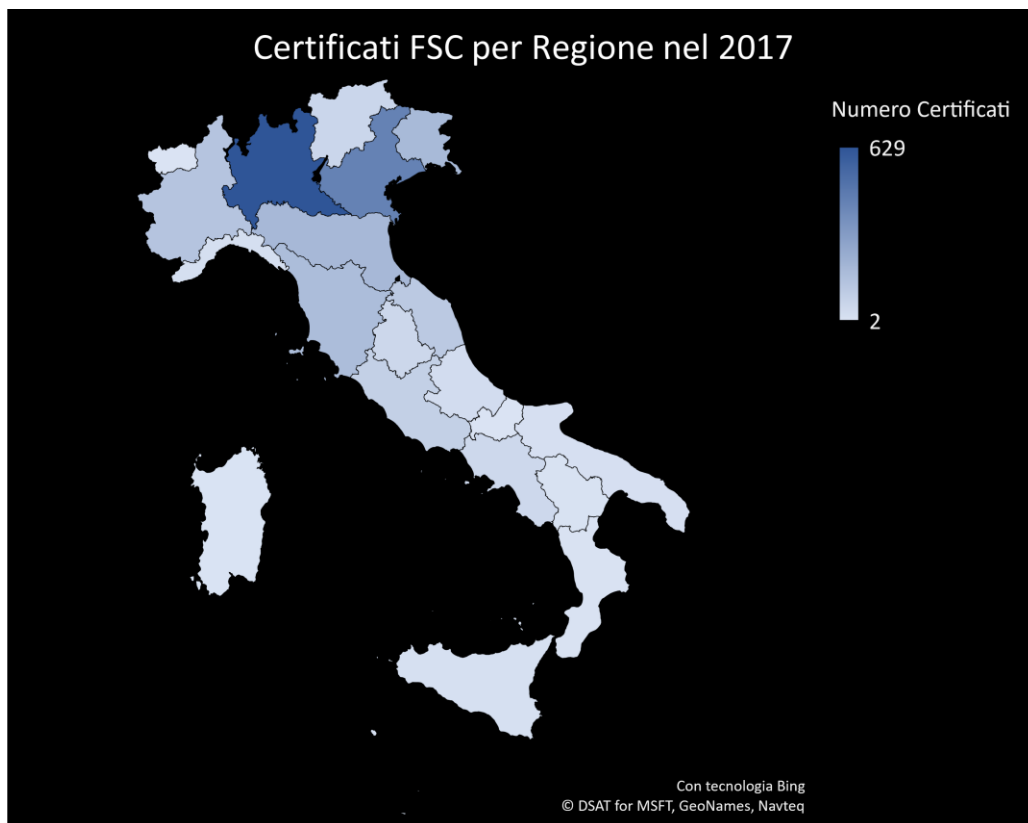 Certificati FSC per Regione nel 2017
Numero Certificati
629
2
Con tecnologia Bing
© DSAT for MSFT, GeoNames, Navteq